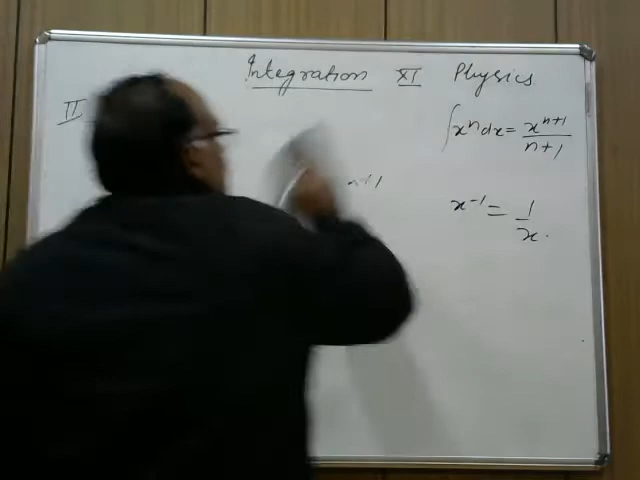 Integration XI Physics
II
∫xⁿdx = xⁿ⁺¹/n+1
x⁻¹ = 1/x.